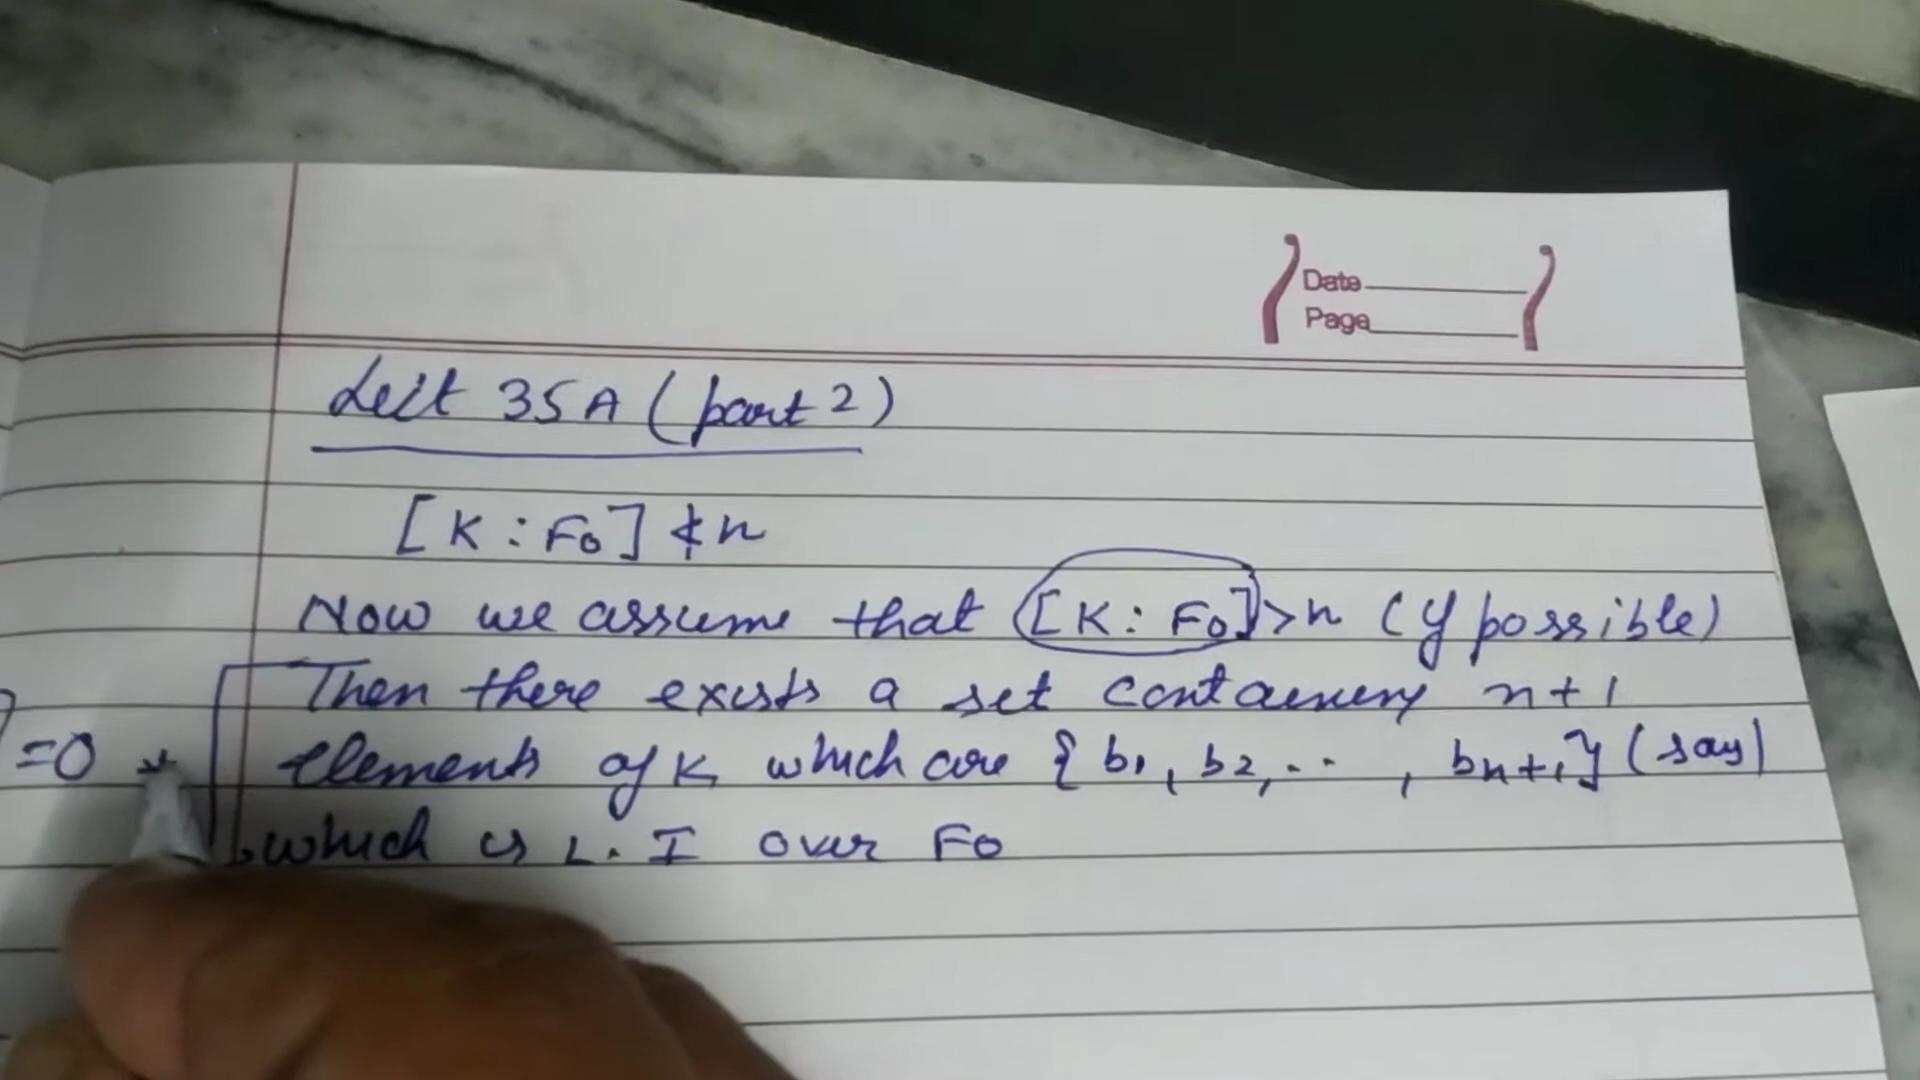 Date
Page
Lect 35A (part 2)
[K : F0] ≯ n
Now we assume that [K : F0] > n (if possible)
Then there exists a set containing n+1
=0 *
elements of K which are {b1, b2, .. , bn+1} (say)
which is L.I over F0